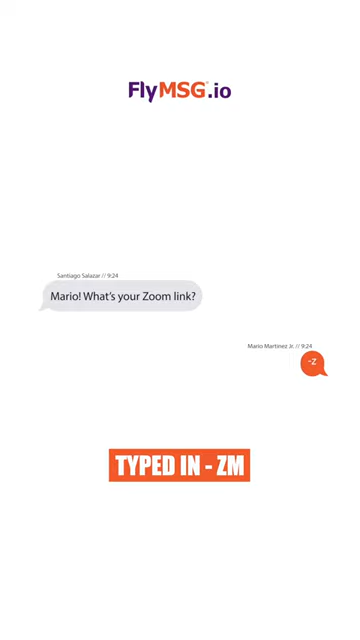 FlyMSG®.io
Santiago Salazar // 9:24
Mario! What's your Zoom link?
Mario Martinez Jr. // 9:24
-Z
TYPED IN - ZM